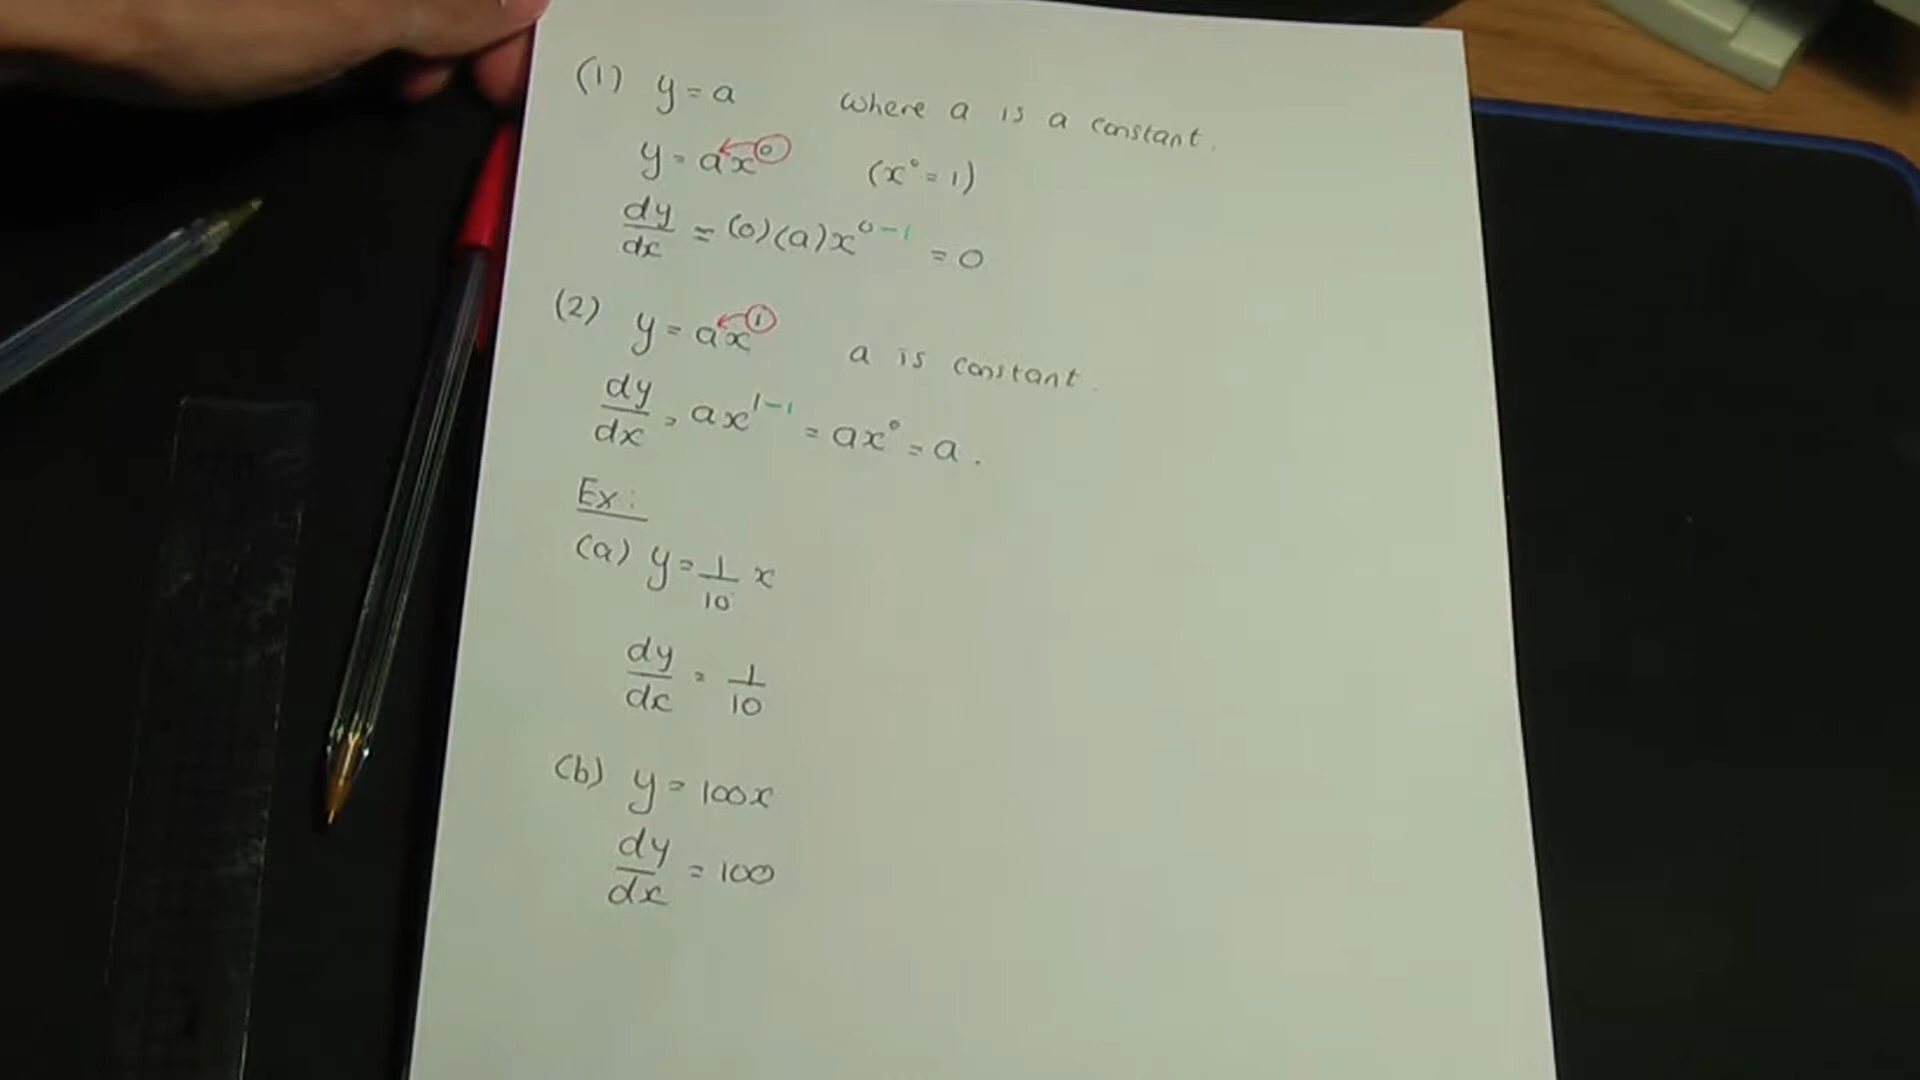 (1) y = a where a is a constant.
y = ax⁰ (x⁰ = 1)
dy/dx = (0)(a)x⁰⁻¹ = 0
(2) y = ax¹ a is constant.
dy/dx = ax¹⁻¹ = ax⁰ = a.
Ex:
(a) y = 1/10 x
dy/dx = 1/10
(b) y = 100x
dy/dx = 100